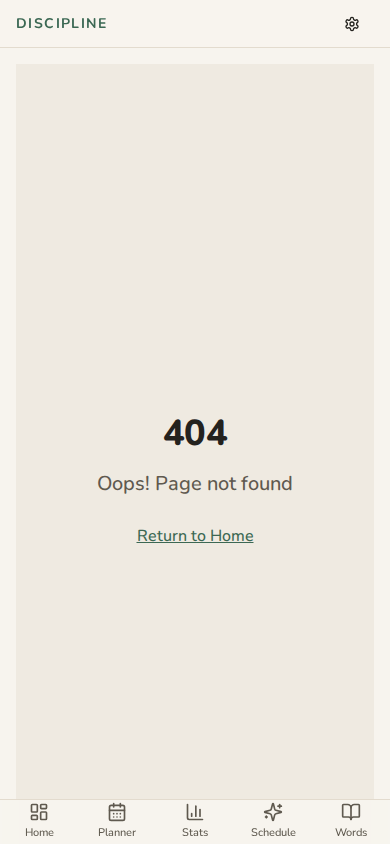 DISCIPLINE
404
Oops! Page not found
Return to Home
Home
Planner
Stats
Schedule
Words